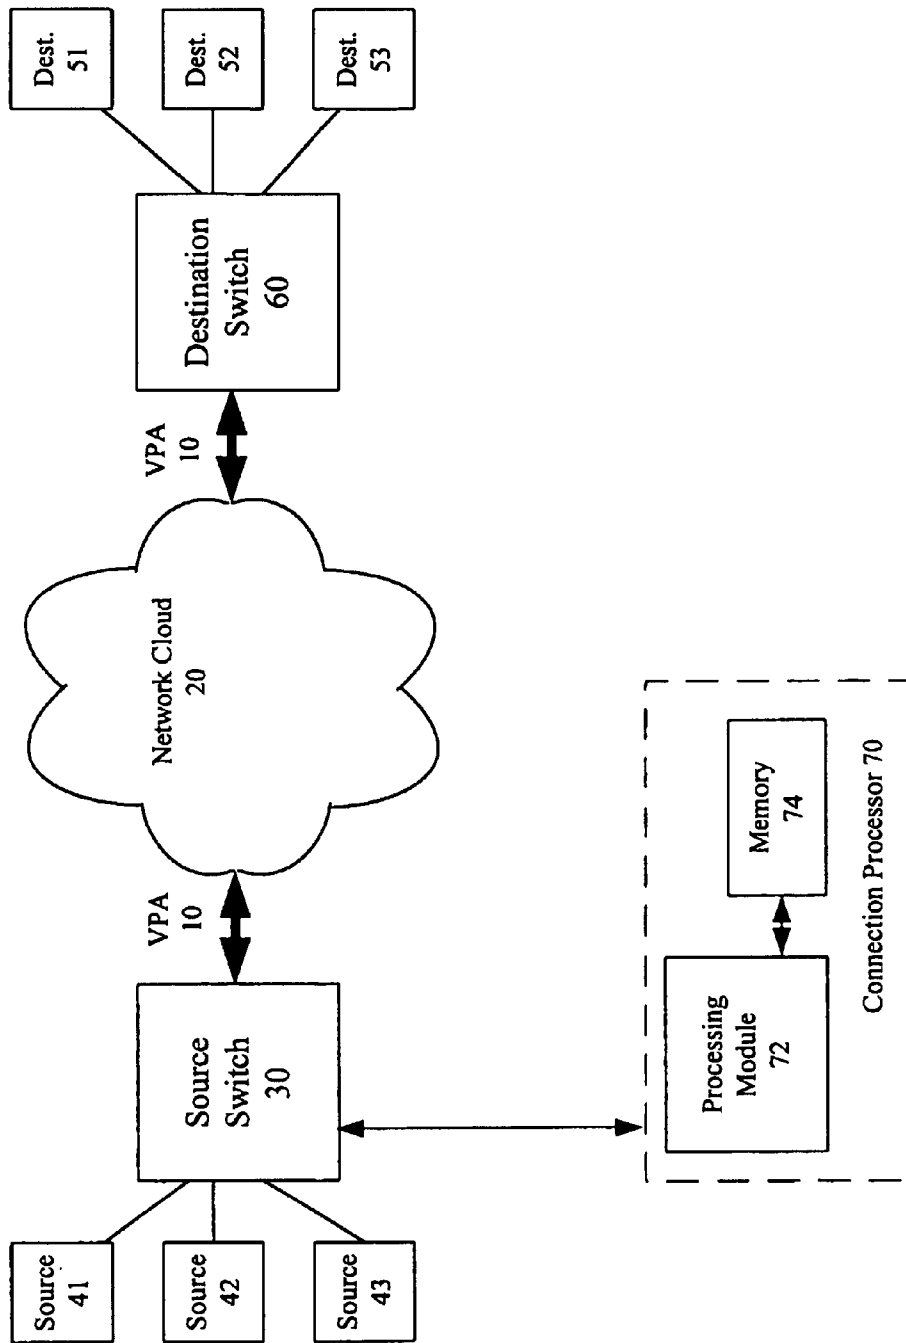 Source
41
Source
42
Source
43
Source
Switch
30
VPA
10
Network Cloud
20
VPA
10
Destination
Switch
60
Dest.
51
Dest.
52
Dest.
53
Processing
Module
72
Memory
74
Connection Processor 70